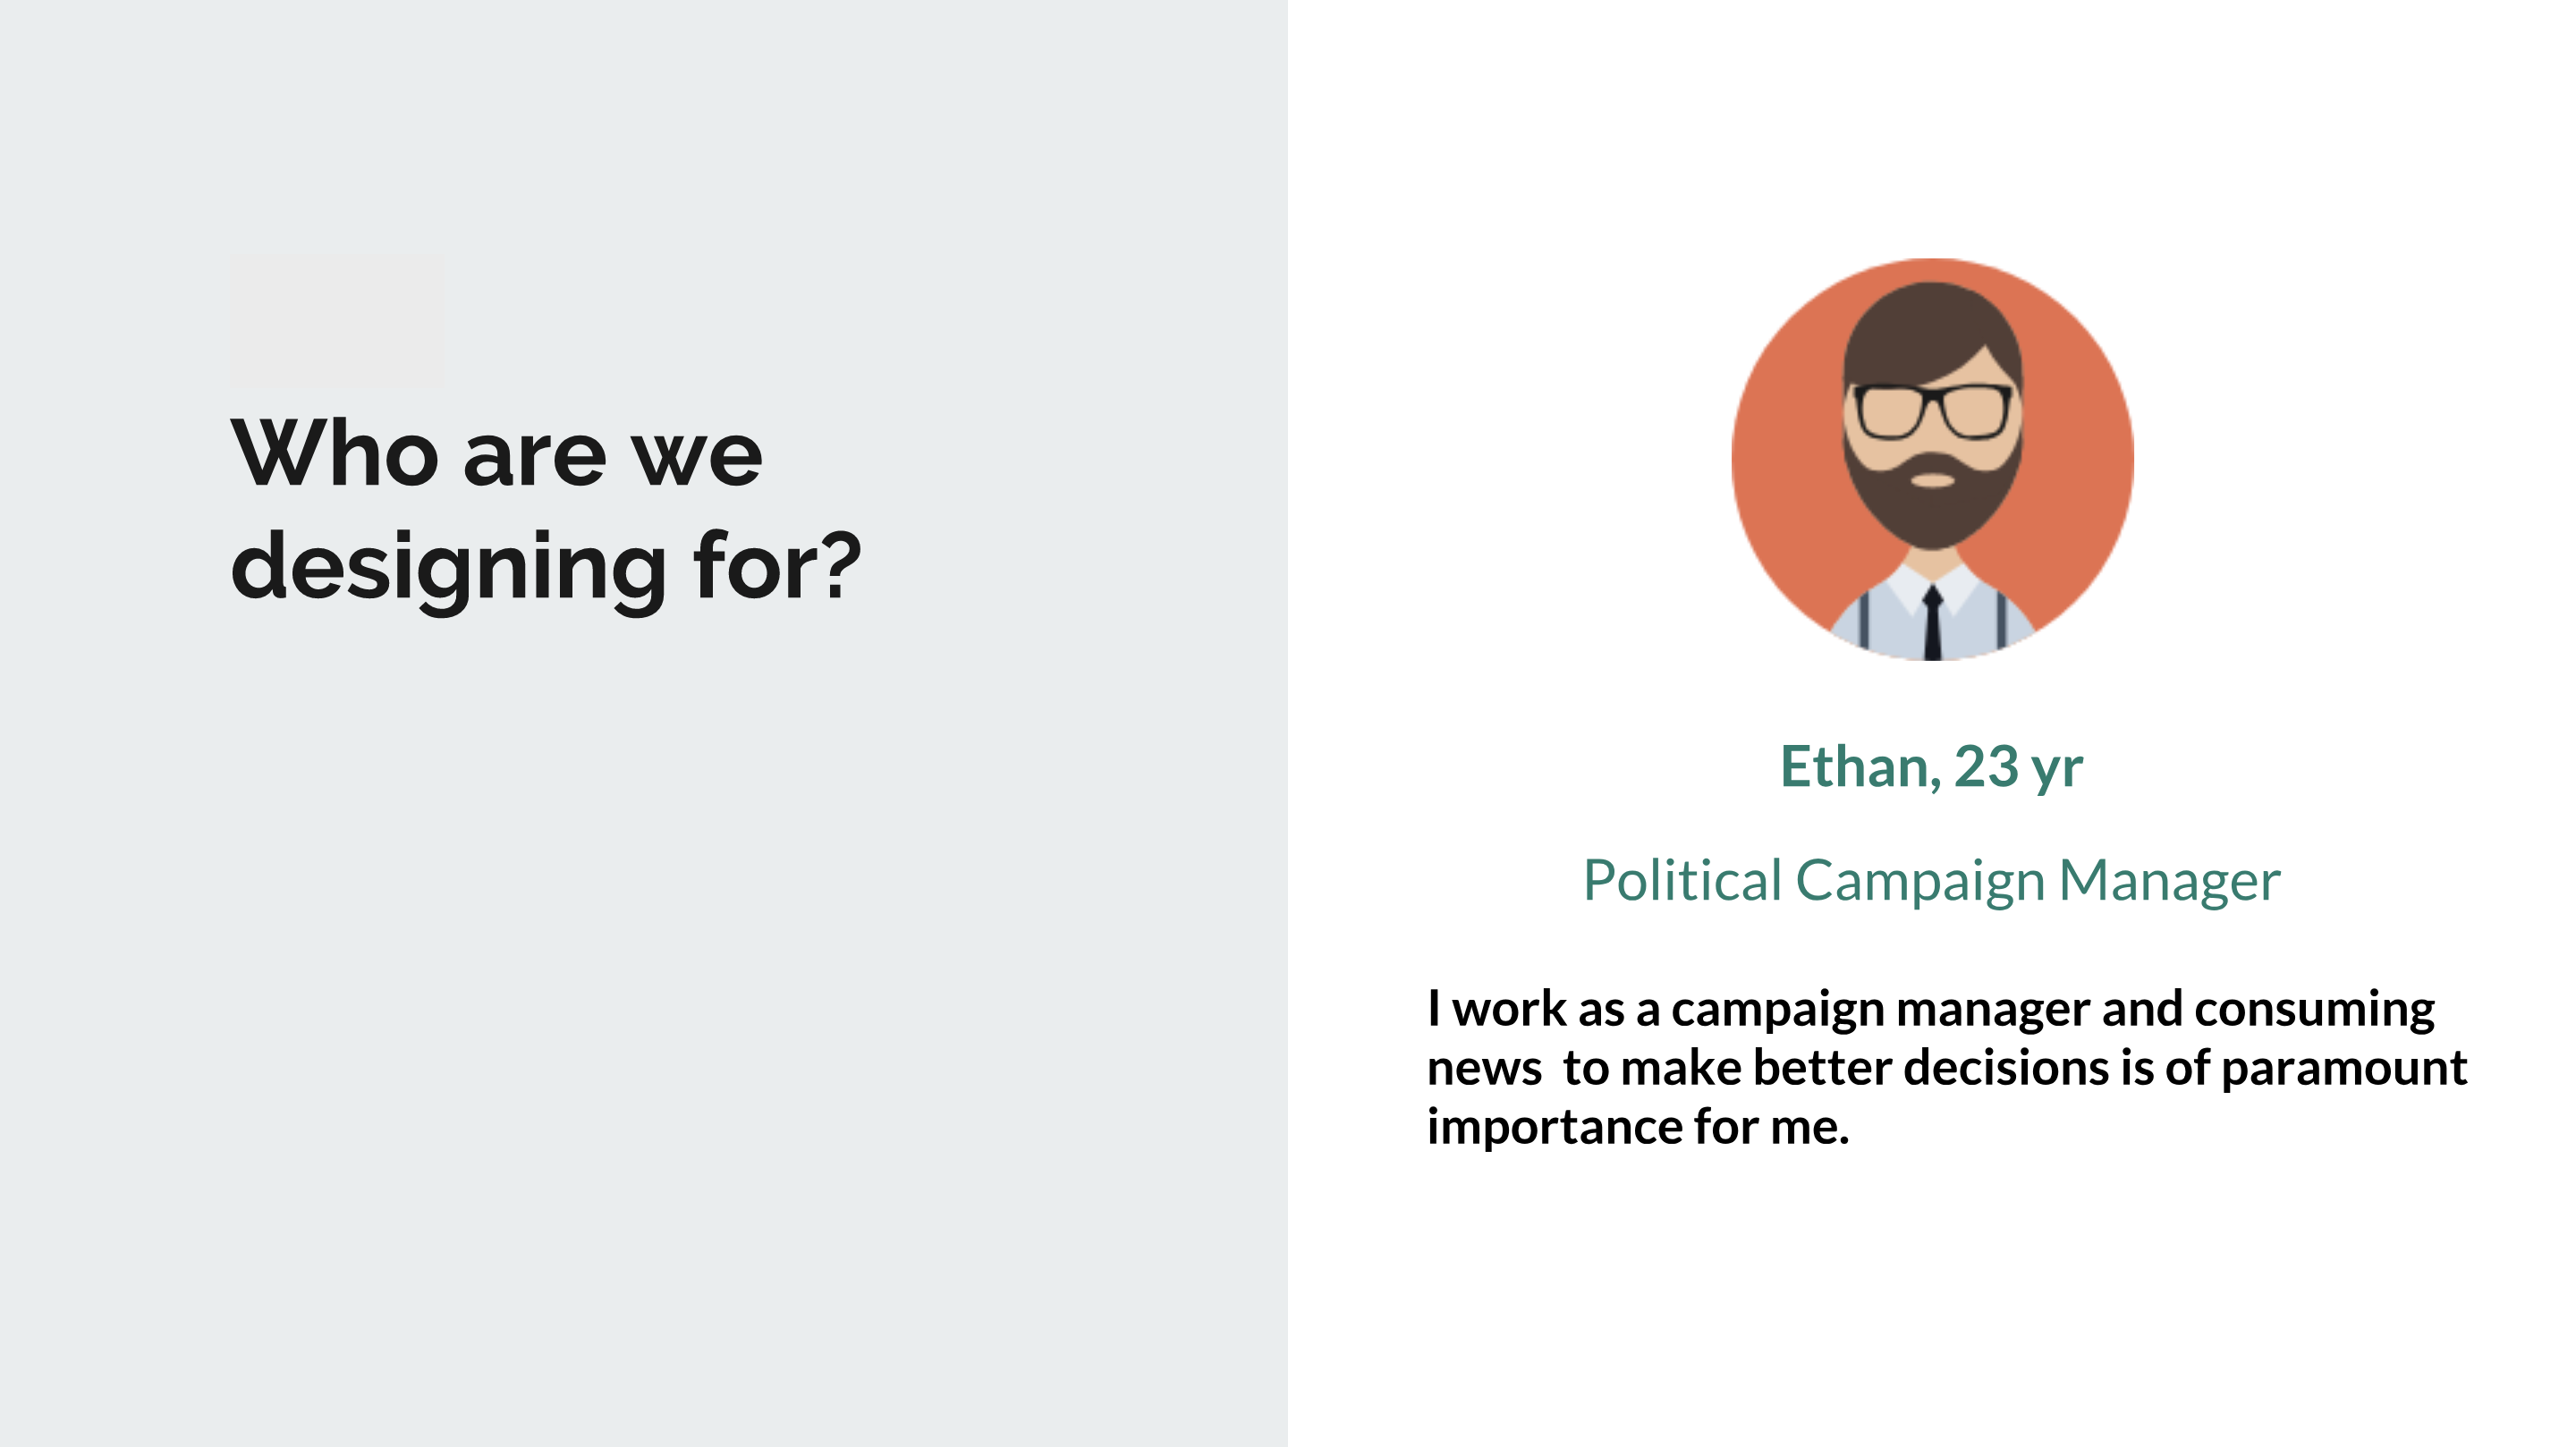 Who are we
designing for?
Ethan, 23 yr
Political Campaign Manager
I work as a campaign manager and consuming
news  to make better decisions is of paramount
importance for me.